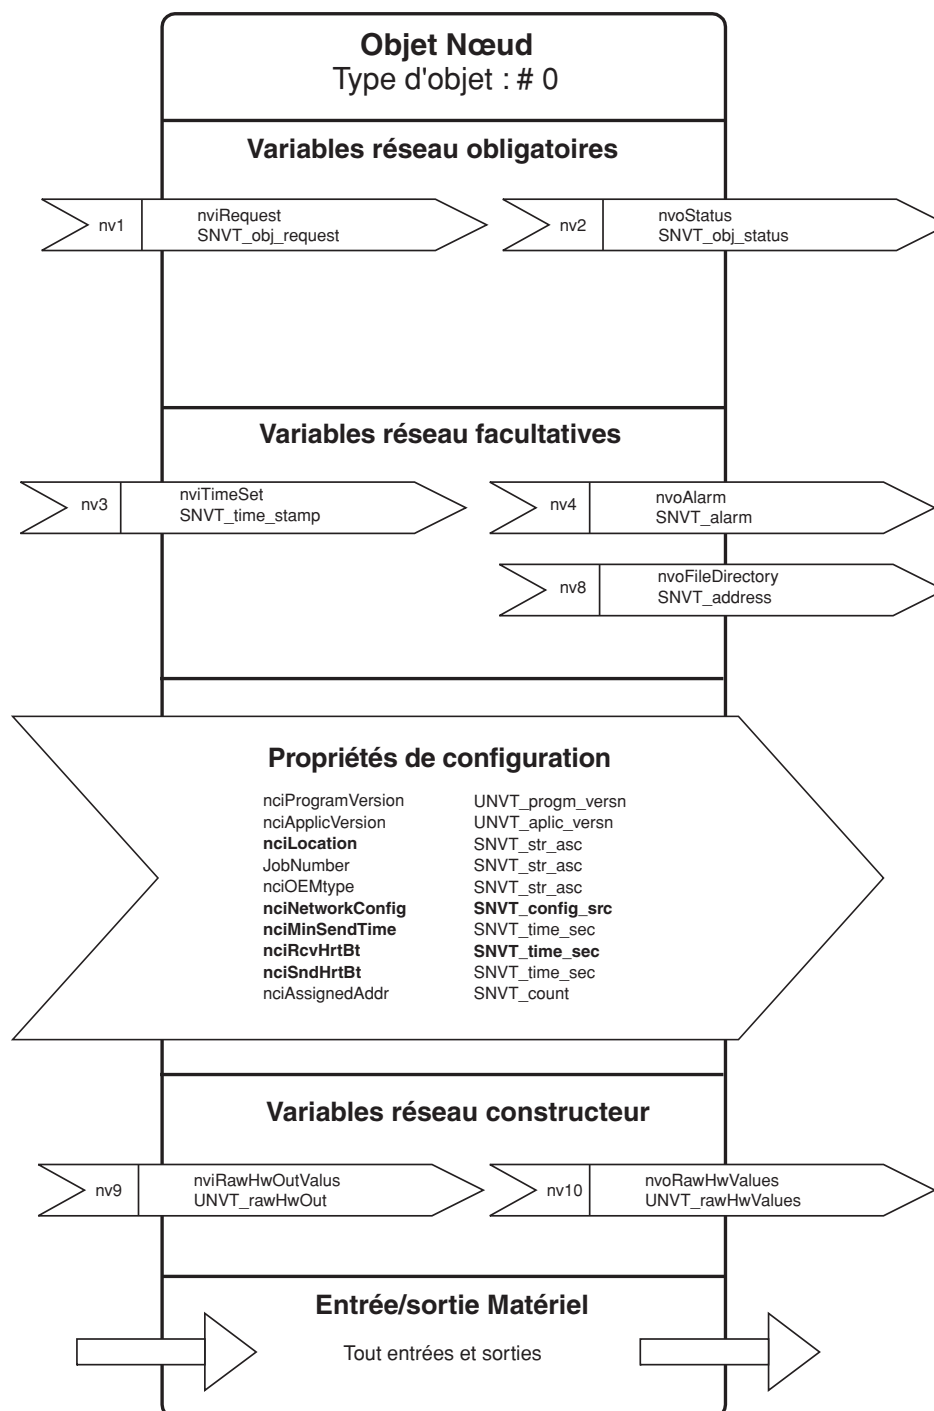 Objet Nœud
Type d'objet : # 0
Variables réseau obligatoires
nv1
nviRequest
SNVT_obj_request
nv2
nvoStatus
SNVT_obj_status
Variables réseau facultatives
nv3
nviTimeSet
SNVT_time_stamp
nv4
nvoAlarm
SNVT_alarm
nv8
nvoFileDirectory
SNVT_address
Propriétés de configuration
nciProgramVersion UNVT_progm_versn
nciApplicVersion UNVT_aplic_versn
nciLocation SNVT_str_asc
JobNumber SNVT_str_asc
nciOEMtype SNVT_str_asc
nciNetworkConfig SNVT_config_src
nciMinSendTime SNVT_time_sec
nciRcvHrtBt SNVT_time_sec
nciSndHrtBt SNVT_time_sec
nciAssignedAddr SNVT_count
Variables réseau constructeur
nv9
nviRawHwOutValus
UNVT_rawHwOut
nv10
nvoRawHwValues
UNVT_rawHwValues
Entrée/sortie Matériel
Tout entrées et sorties